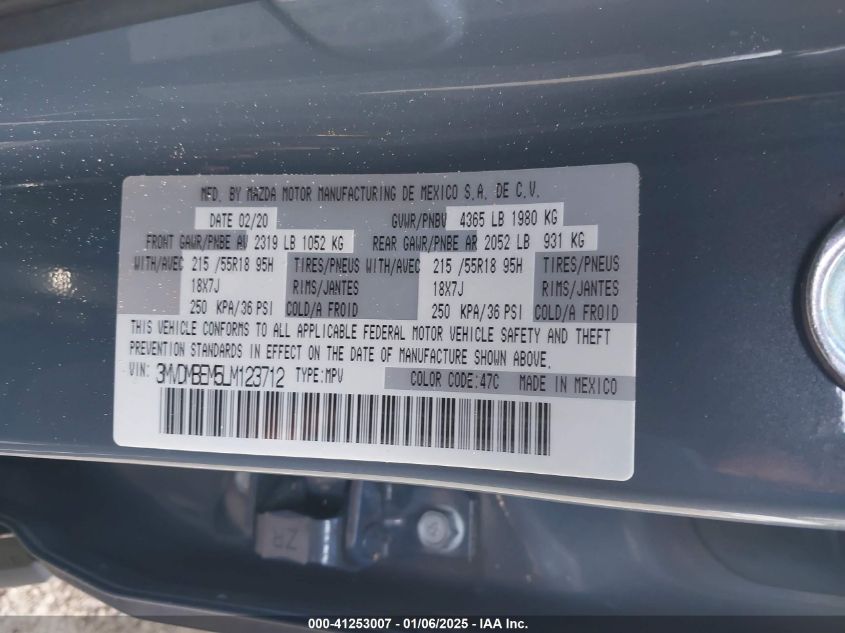 MFD. BY MAZDA MOTOR MANUFACTURING DE MEXICO S.A. DE C.V.
DATE 02/20 GVWR/PNBV 4365 LB 1980 KG
FRONT GAWR/PNBE AV 2319 LB 1052 KG REAR GAWR/PNBE AR 2052 LB 931 KG
WITH/AVEC 215 /55R18 95H TIRES/PNEUS WITH/AVEC 215 /55R18 95H TIRES/PNEUS
18X7J RIMS/JANTES 18X7J RIMS/JANTES
250 KPA/36 PSI COLD/A FROID 250 KPA/36 PSI COLD/A FROID
THIS VEHICLE CONFORMS TO ALL APPLICABLE FEDERAL MOTOR VEHICLE SAFETY AND THEFT
PREVENTION STANDARDS IN EFFECT ON THE DATE OF MANUFACTURE SHOWN ABOVE.
VIN: 3MVDMBEM5LM123712 TYPE:MPV COLOR CODE:47C MADE IN MEXICO
ZR
000-41253007 - 01/06/2025 - IAA Inc.